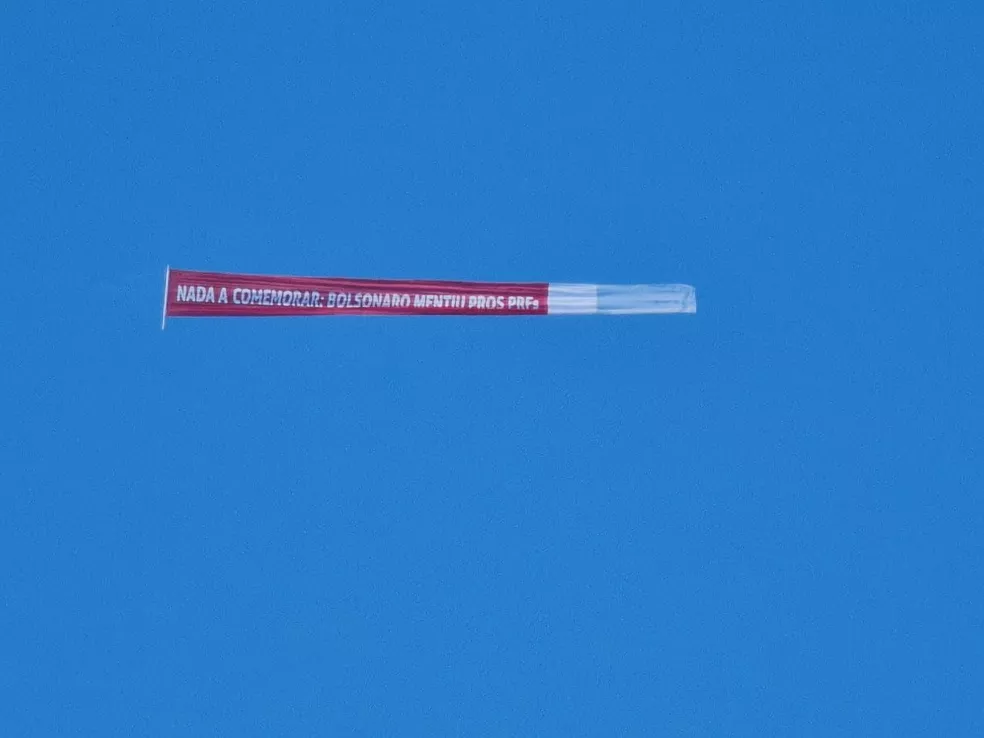 NADA A COMEMORAR: BOLSONARO MENTIU PROS PRFs